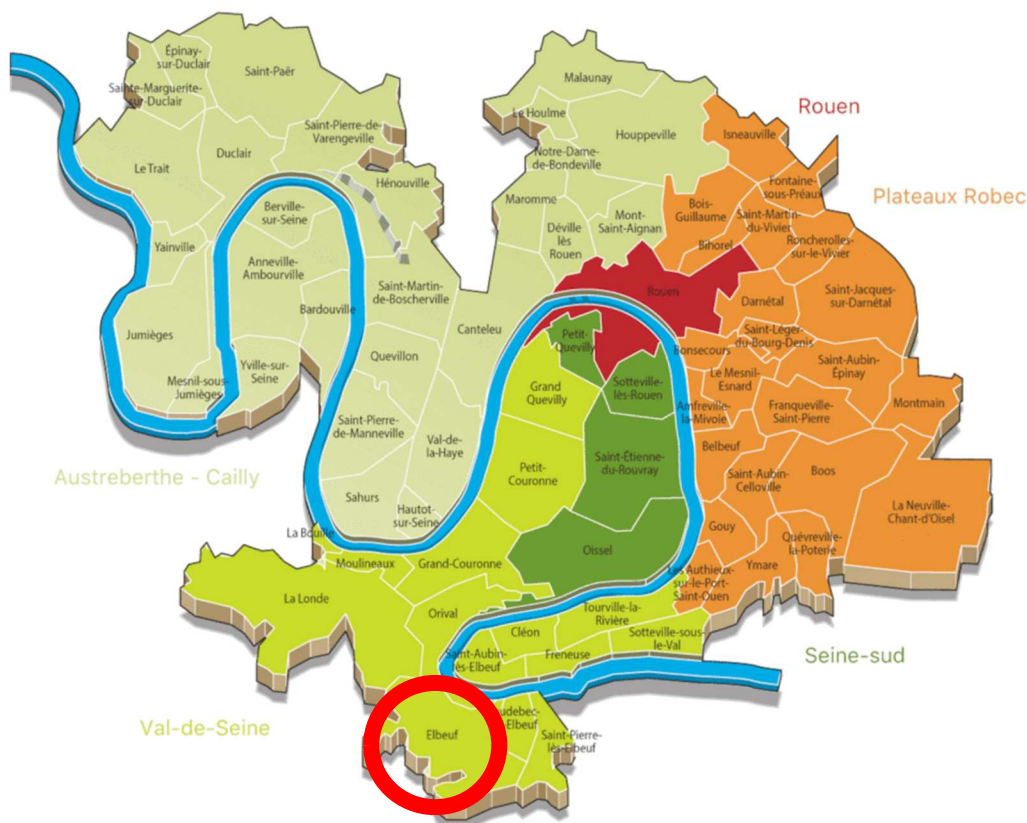 Épinay-
sur-Duclair
Saint-Paër
Sainte-Marguerite-
sur-Duclair
Saint-Pierre-de-
Varengeville
Duclair
Le Trait
Hénouville
Berville-
sur-Seine
Yainville
Anneville-
Ambourville
Bardouville
Saint-Martin-
de-Boscherville
Jumièges
Canteleu
Quevillon
Yville-sur-
Seine
Mesnil-sous-
Jumièges
Saint-Pierre-
de-Manneville
Val-de-
la-Haye
Sahurs
Hautot-
sur-Seine
Austreberthe - Cailly
Malaunay
Le Houlme
Houppeville
Notre-Dame-
de-Bondeville
Maromme
Mont-
Saint-Aignan
Déville
lès
Rouen
Rouen
Isneauville
Plateaux Robec
Fontaine-
sous-Préaux
Bois-
Guillaume
Saint-Martin-
du-Vivier
Bihorel
Roncherolles-
sur-le-Vivier
Rouen
Darnétal
Saint-Jacques-
sur-Darnétal
Saint-Léger-
du-Bourg-Denis
Bonsecours
Saint-Aubin-
Épinay
Le Mesnil-
Esnard
Montmain
Amfreville-
la-Mivoie
Franqueville-
Saint-Pierre
Belbeuf
Saint-Aubin-
Celloville
Boos
La Neuville-
Chant-d'Oisel
Gouy
Quévreville-
la-Poterie
Ymare
Les Authieux-
sur-le-Port-
Saint-Ouen
Petit-
Quevilly
Grand
Quevilly
Sotteville-
lès-Rouen
Petit-
Couronne
Saint-Étienne-
du-Rouvray
Oissel
La Bouille
Moulineaux
Grand-Couronne
La Londe
Orival
Tourville-la-
Rivière
Cléon
Sotteville-sous-
le-Val
Saint-Aubin-
lès-Elbeuf
Freneuse
Seine-sud
Val-de-Seine
Elbeuf
udebec-
-Elbeuf
Saint-Pierre-
lès-Elbeuf